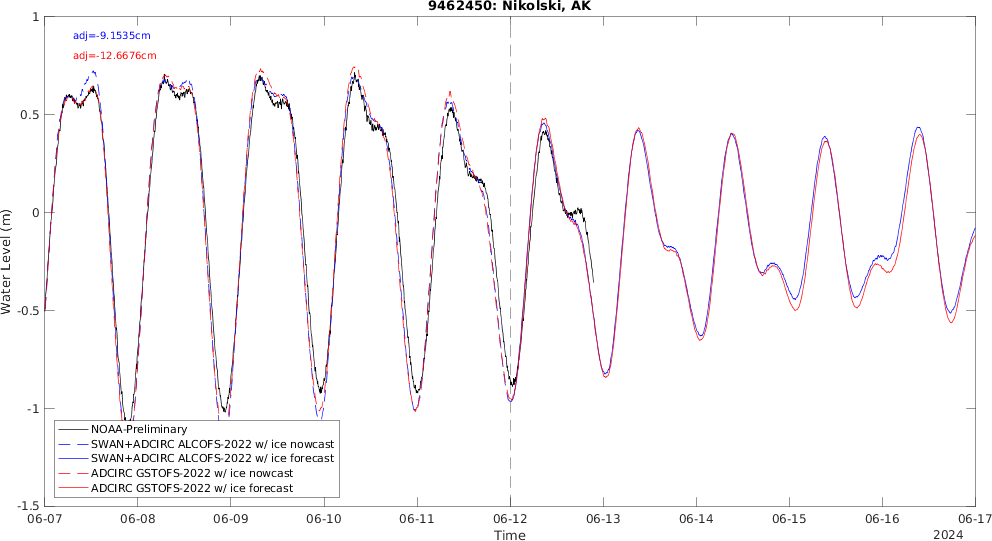 9462450: Nikolski, AK
adj=-9.1535cm
adj=-12.6676cm
Water Level (m)
1
0.5
0
-0.5
-1
-1.5
NOAA-Preliminary
SWAN+ADCIRC ALCOFS-2022 w/ ice nowcast
SWAN+ADCIRC ALCOFS-2022 w/ ice forecast
ADCIRC GSTOFS-2022 w/ ice nowcast
ADCIRC GSTOFS-2022 w/ ice forecast
06-07 06-08 06-09 06-10 06-11 06-12 06-13 06-14 06-15 06-16 06-17
Time
2024